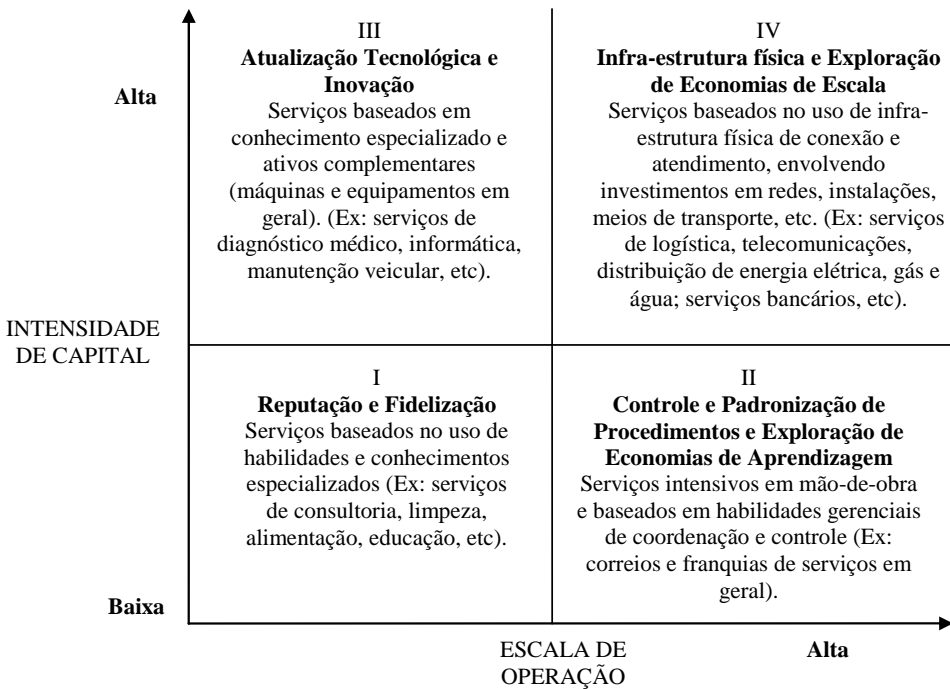 III
Atualização Tecnológica e
Inovação
Serviços baseados em
conhecimento especializado e
ativos complementares
(máquinas e equipamentos em
geral). (Ex: serviços de
diagnóstico médico, informática,
manutenção veicular, etc).
IV
Infra-estrutura física e Exploração
de Economias de Escala
Serviços baseados no uso de infra-
estrutura física de conexão e
atendimento, envolvendo
investimentos em redes, instalações,
meios de transporte, etc. (Ex: serviços
de logística, telecomunicações,
distribuição de energia elétrica, gás e
água; serviços bancários, etc).
Alta
INTENSIDADE
DE CAPITAL
I
Reputação e Fidelização
Serviços baseados no uso de
habilidades e conhecimentos
especializados (Ex: serviços
de consultoria, limpeza,
alimentação, educação, etc).
II
Controle e Padronização de
Procedimentos e Exploração de
Economias de Aprendizagem
Serviços intensivos em mão-de-obra
e baseados em habilidades gerenciais
de coordenação e controle (Ex:
correios e franquias de serviços em
geral).
Baixa
ESCALA DE
OPERAÇÃO
Alta